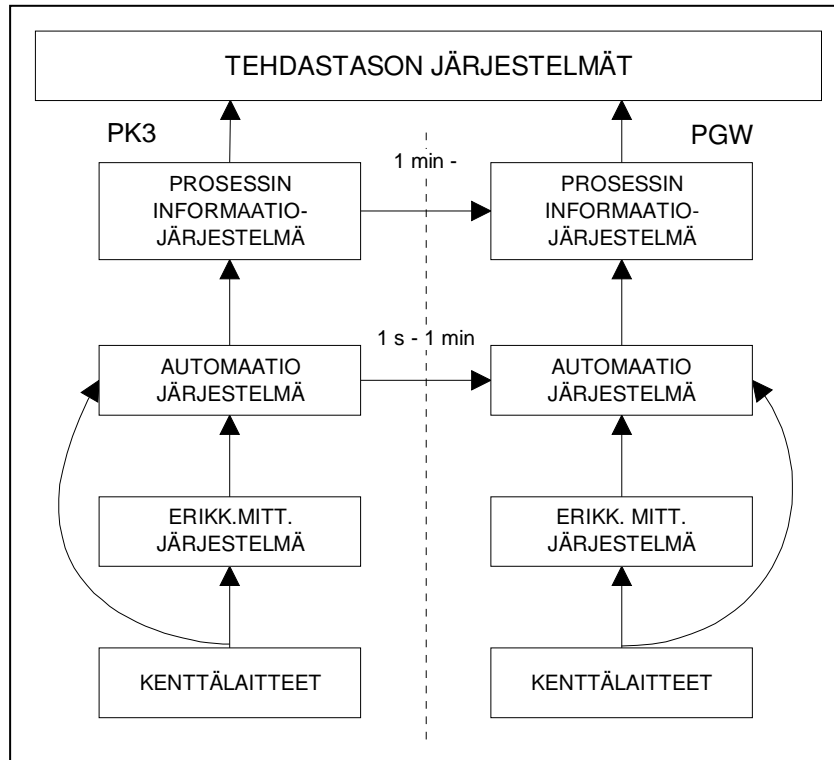 TEHDASTASON JÄRJESTELMÄT
PK3
PGW
PROSESSIN
INFORMAATIO-
JÄRJESTELMÄ
1 min -
PROSESSIN
INFORMAATIO-
JÄRJESTELMÄ
AUTOMAATIO
JÄRJESTELMÄ
1 s - 1 min
AUTOMAATIO
JÄRJESTELMÄ
ERIKK.MITT.
JÄRJESTELMÄ
ERIKK. MITT.
JÄRJESTELMÄ
KENTTÄLAITTEET
KENTTÄLAITTEET